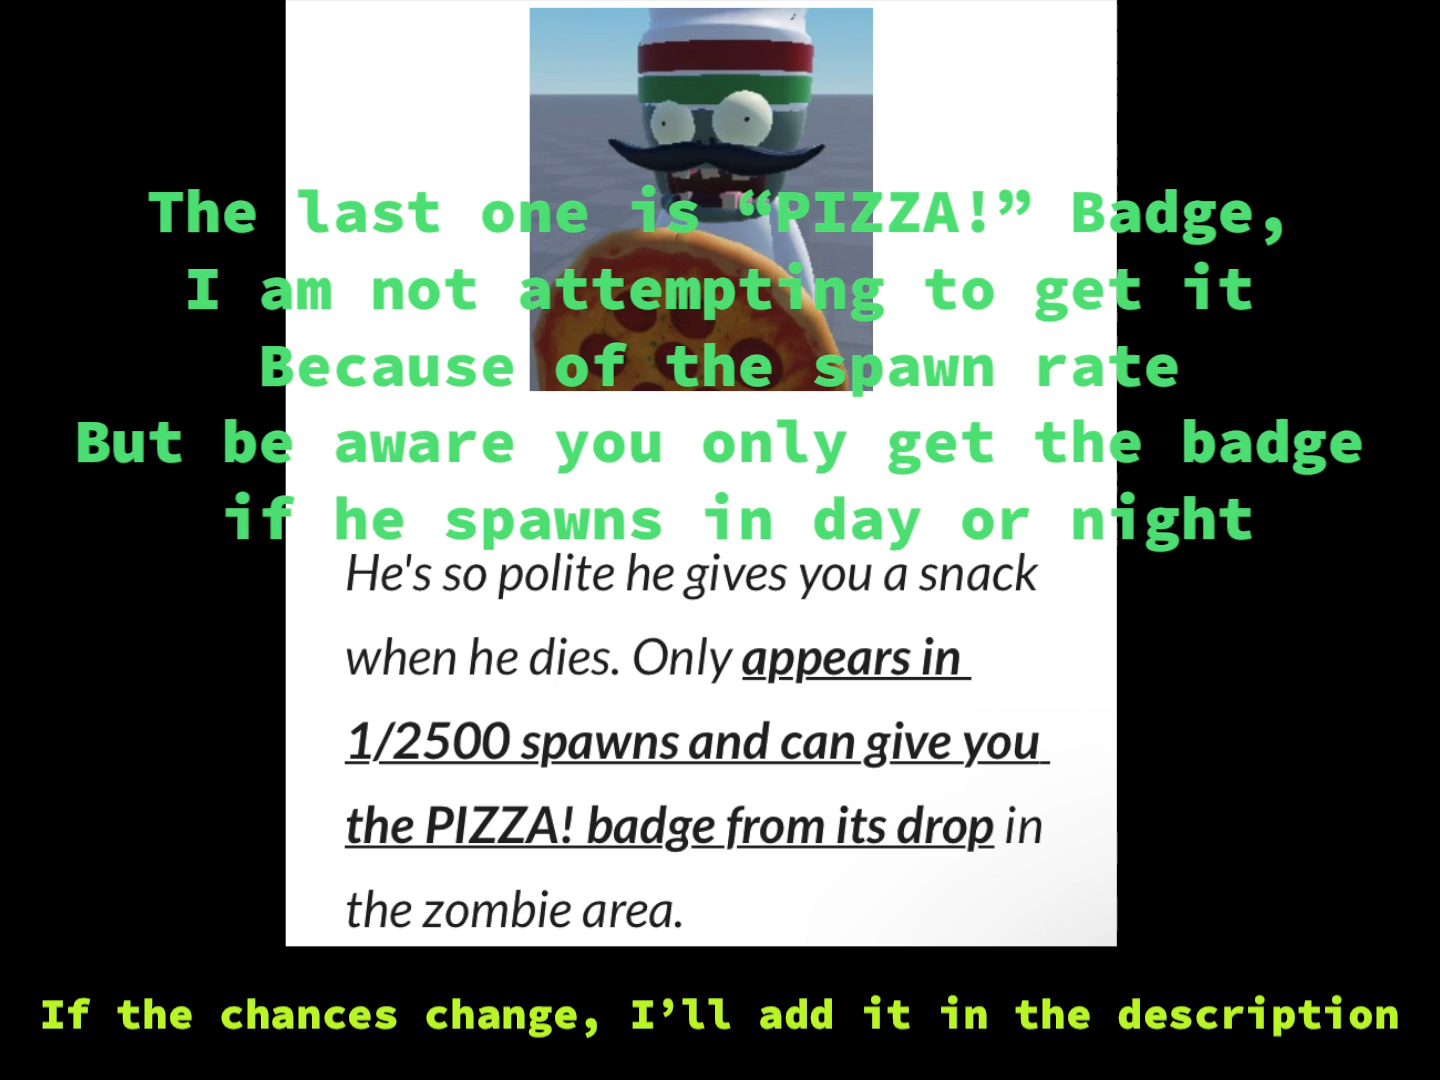 The last one is “PIZZA!” Badge,
I am not attempting to get it
Because of the spawn rate
But be aware you only get the badge
if he spawns in day or night
He's so polite he gives you a snack
when he dies. Only appears in
1/2500 spawns and can give you
the PIZZA! badge from its drop in
the zombie area.
If the chances change, I’ll add it in the description